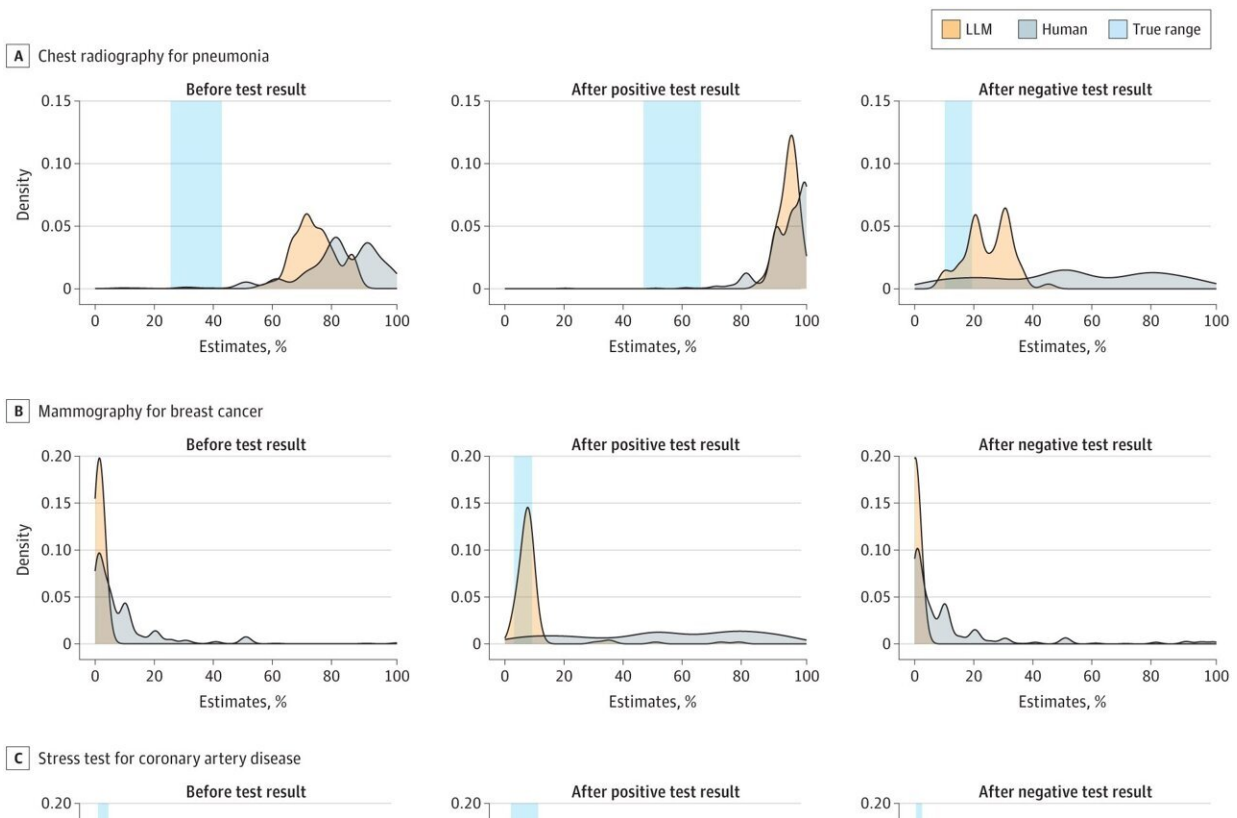 LLM Human True range
A Chest radiography for pneumonia
Before test result After positive test result After negative test result
0.15 0.15 0.15
0.10 0.10 0.10
Density
0.05 0.05 0.05
0 0 0
0 20 40 60 80 100 0 20 40 60 80 100 0 20 40 60 80 100
Estimates, % Estimates, % Estimates, %
B Mammography for breast cancer
Before test result After positive test result After negative test result
0.20 0.20 0.20
0.15 0.15 0.15
Density
0.10 0.10 0.10
0.05 0.05 0.05
0 0 0
0 20 40 60 80 100 0 20 40 60 80 100 0 20 40 60 80 100
Estimates, % Estimates, % Estimates, %
C Stress test for coronary artery disease
Before test result After positive test result After negative test result
0.20 0.20 0.20